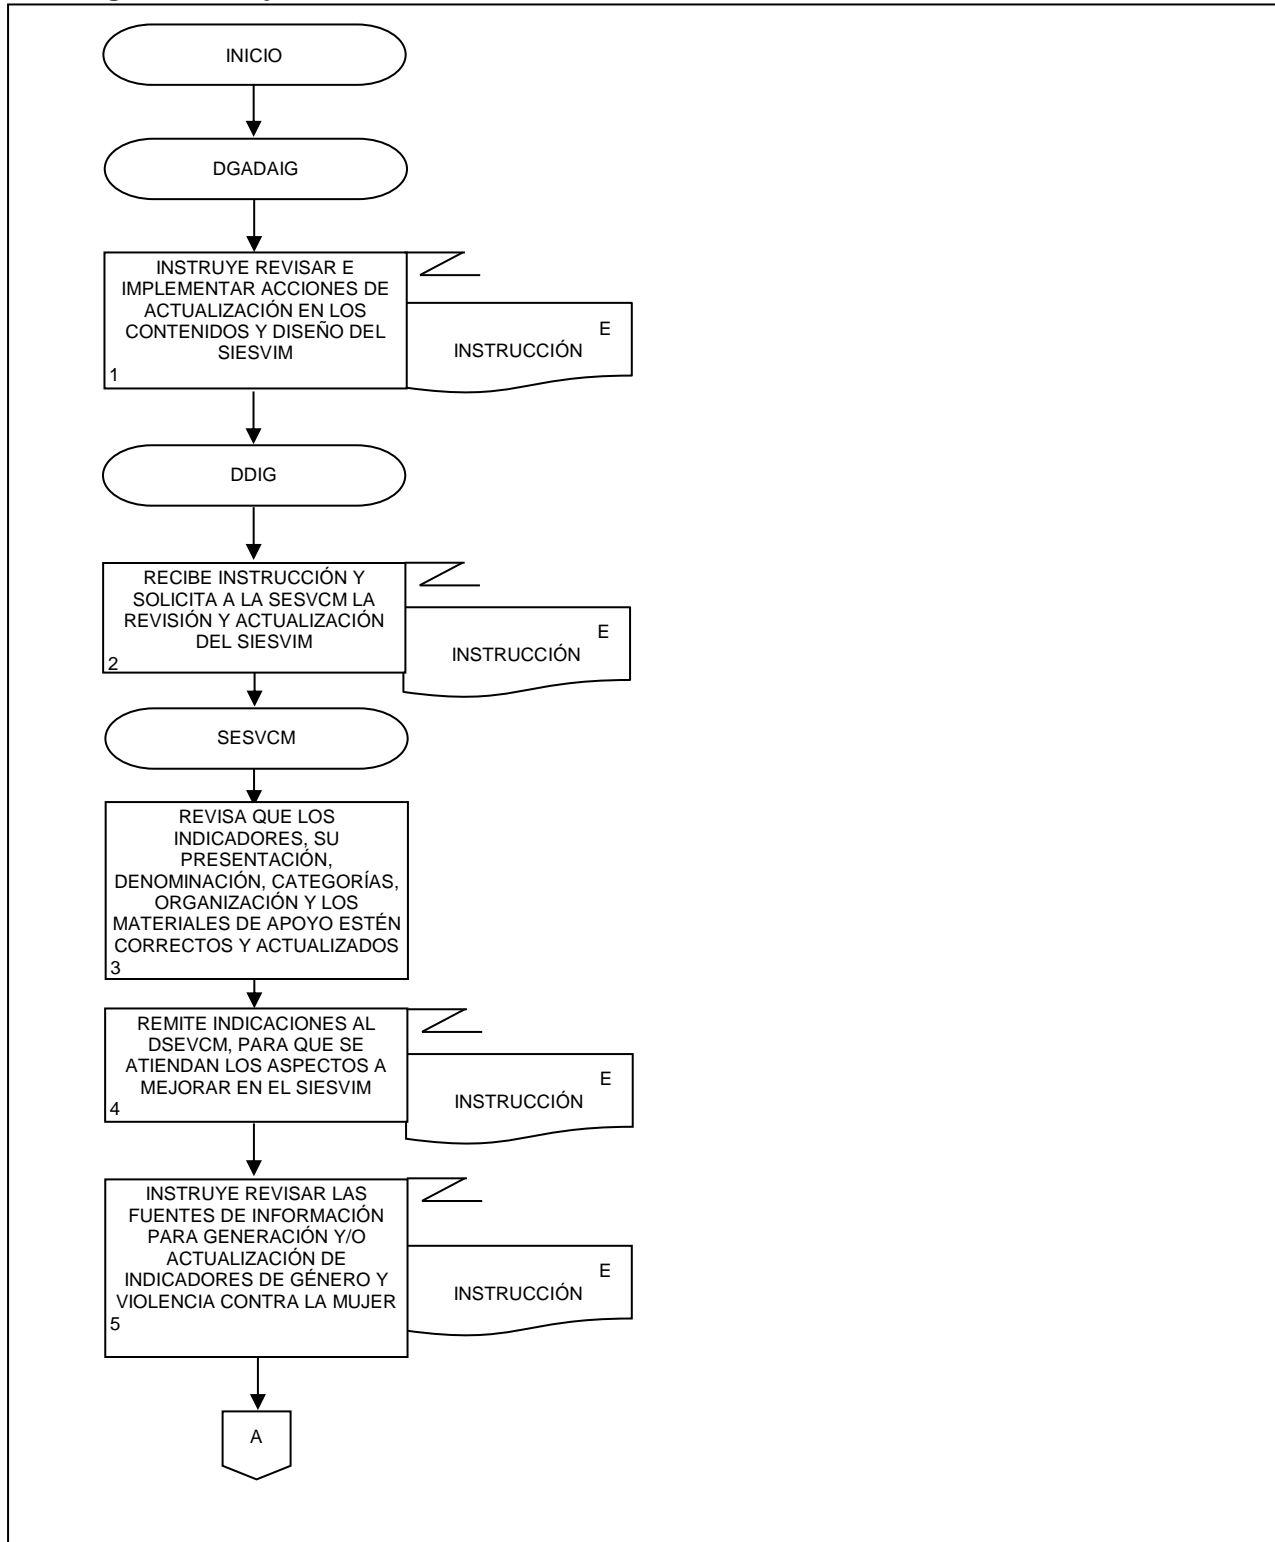 INICIO
DGADAIG
INSTRUYE REVISAR E
IMPLEMENTAR ACCIONES DE
ACTUALIZACIÓN EN LOS
CONTENIDOS Y DISEÑO DEL
SIESVIM
1
E
INSTRUCCIÓN
DDIG
RECIBE INSTRUCCIÓN Y
SOLICITA A LA SESVCM LA
REVISIÓN Y ACTUALIZACIÓN
DEL SIESVIM
2
E
INSTRUCCIÓN
SESVCM
REVISA QUE LOS
INDICADORES, SU
PRESENTACIÓN,
DENOMINACIÓN, CATEGORÍAS,
ORGANIZACIÓN Y LOS
MATERIALES DE APOYO ESTÉN
CORRECTOS Y ACTUALIZADOS
3
REMITE INDICACIONES AL
DSEVCM, PARA QUE SE
ATIENDAN LOS ASPECTOS A
MEJORAR EN EL SIESVIM
4
E
INSTRUCCIÓN
INSTRUYE REVISAR LAS
FUENTES DE INFORMACIÓN
PARA GENERACIÓN Y/O
ACTUALIZACIÓN DE
INDICADORES DE GÉNERO Y
VIOLENCIA CONTRA LA MUJER
5
E
INSTRUCCIÓN
A